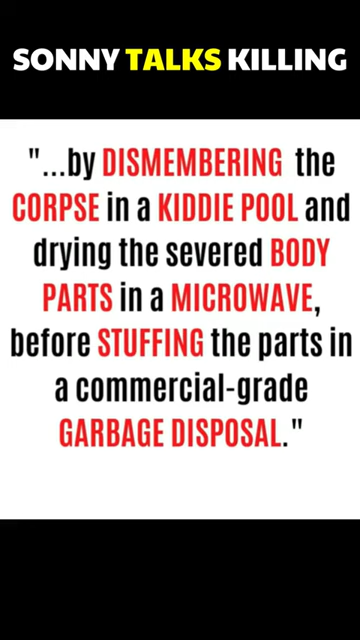 SONNY TALKS KILLING
"...by DISMEMBERING the
CORPSE in a KIDDIE POOL and
drying the severed BODY
PARTS in a MICROWAVE,
before STUFFING the parts in
a commercial-grade
GARBAGE DISPOSAL."